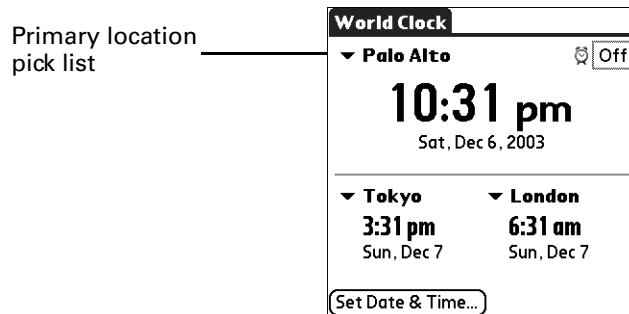 Primary location
pick list
World Clock
Palo Alto
Off
10:31 pm
Sat, Dec 6, 2003
Tokyo London
3:31 pm 6:31 am
Sun, Dec 7 Sun, Dec 7
Set Date & Time...